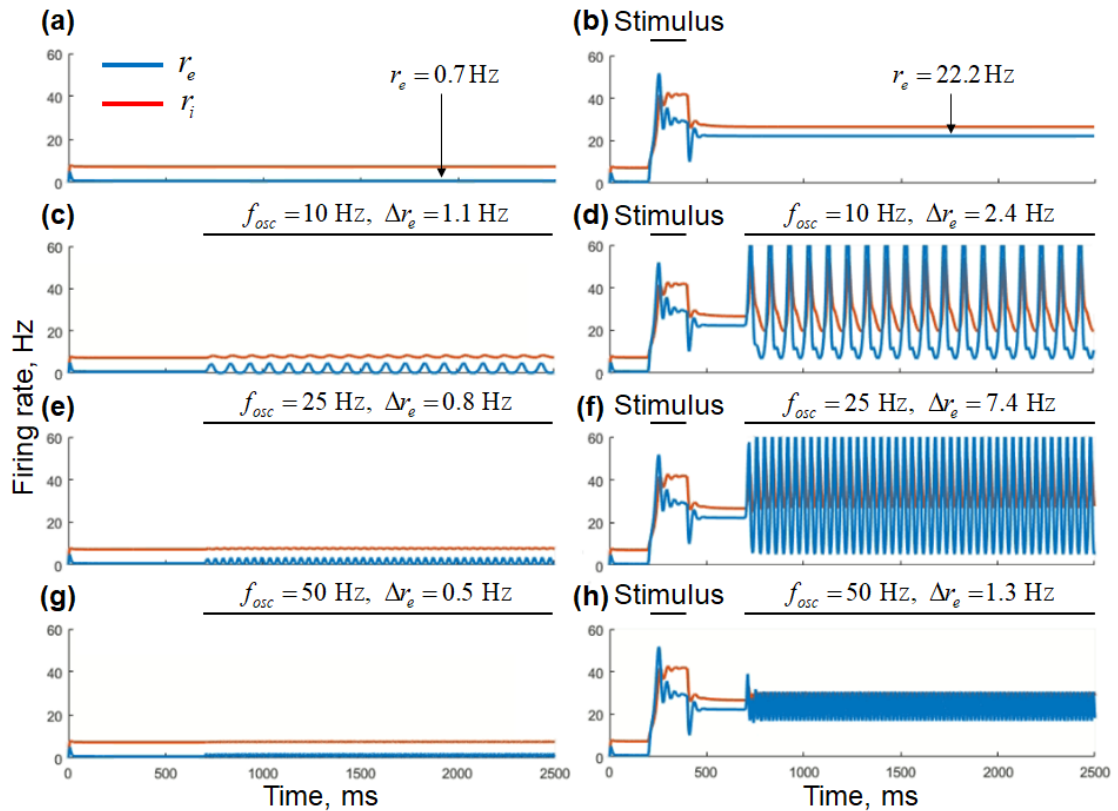 (a)
(b) Stimulus
60
40
20
0
r_e
r_i
r_e = 0.7 Hz
60
40
20
0
r_e = 22.2 Hz
(c) f_osc = 10 Hz, Δr_e = 1.1 Hz
(d) Stimulus f_osc = 10 Hz, Δr_e = 2.4 Hz
60
40
20
0
60
40
20
0
(e) f_osc = 25 Hz, Δr_e = 0.8 Hz
(f) Stimulus f_osc = 25 Hz, Δr_e = 7.4 Hz
60
40
20
0
60
40
20
0
(g) f_osc = 50 Hz, Δr_e = 0.5 Hz
(h) Stimulus f_osc = 50 Hz, Δr_e = 1.3 Hz
60
40
20
0
60
40
20
0
0 500 1000 1500 2000 2500
0 500 1000 1500 2000 2500
Time, ms
Time, ms
Firing rate, Hz